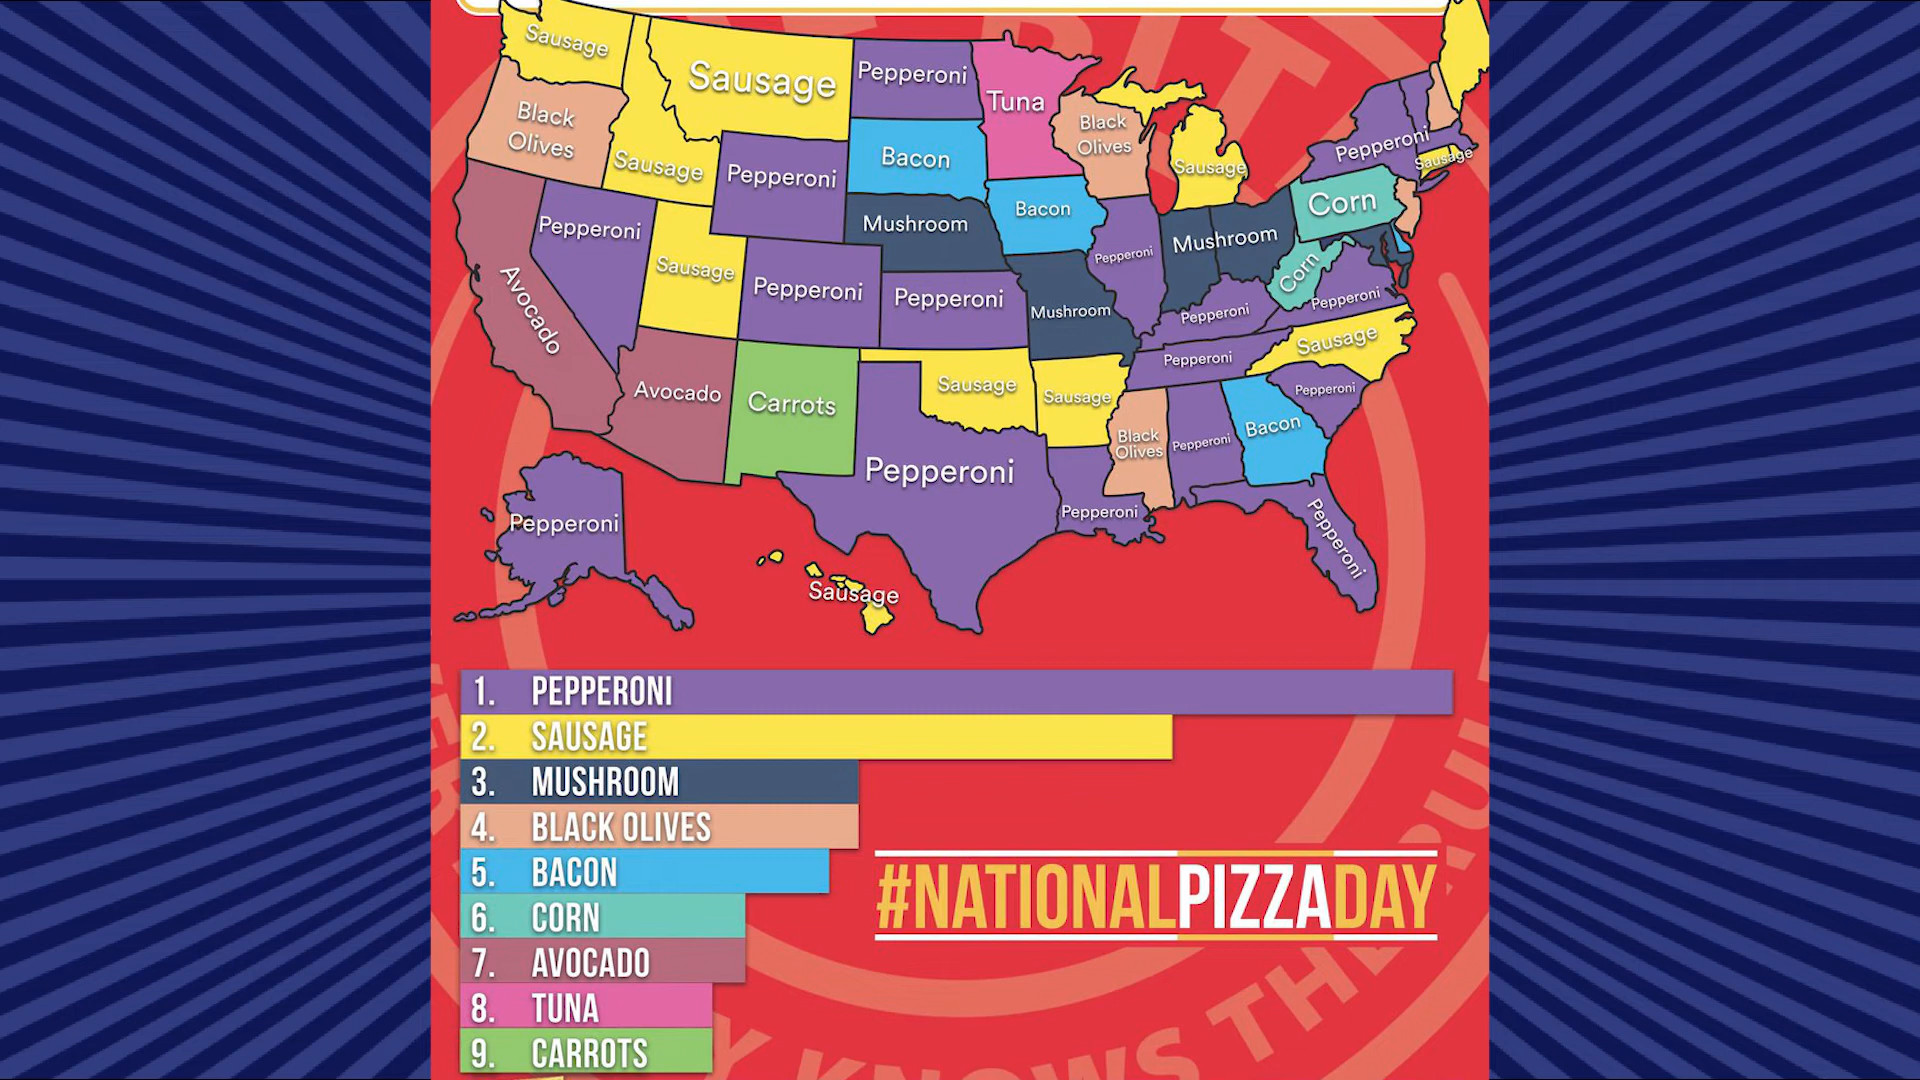 Sausage
Sausage
Pepperoni
Tuna
Black
Olives
Black
Olives
Pepperoni
Sausage
Bacon
Sausage
Sausage
Pepperoni
Corn
Pepperoni
Mushroom
Bacon
Mushroom
Sausage
Pepperoni
Pepperoni
Pepperoni
Corn
Avocado
Mushroom
Pepperoni
Pepperoni
Sausage
Pepperoni
Avocado
Carrots
Sausage
Sausage
Pepperoni
Black
Olives
Pepperoni
Bacon
Pepperoni
Pepperoni
Pepperoni
Pepperoni
Sausage
1. PEPPERONI
2. SAUSAGE
3. MUSHROOM
4. BLACK OLIVES
5. BACON
6. CORN
7. AVOCADO
8. TUNA
9. CARROTS
#NATIONALPIZZADAY